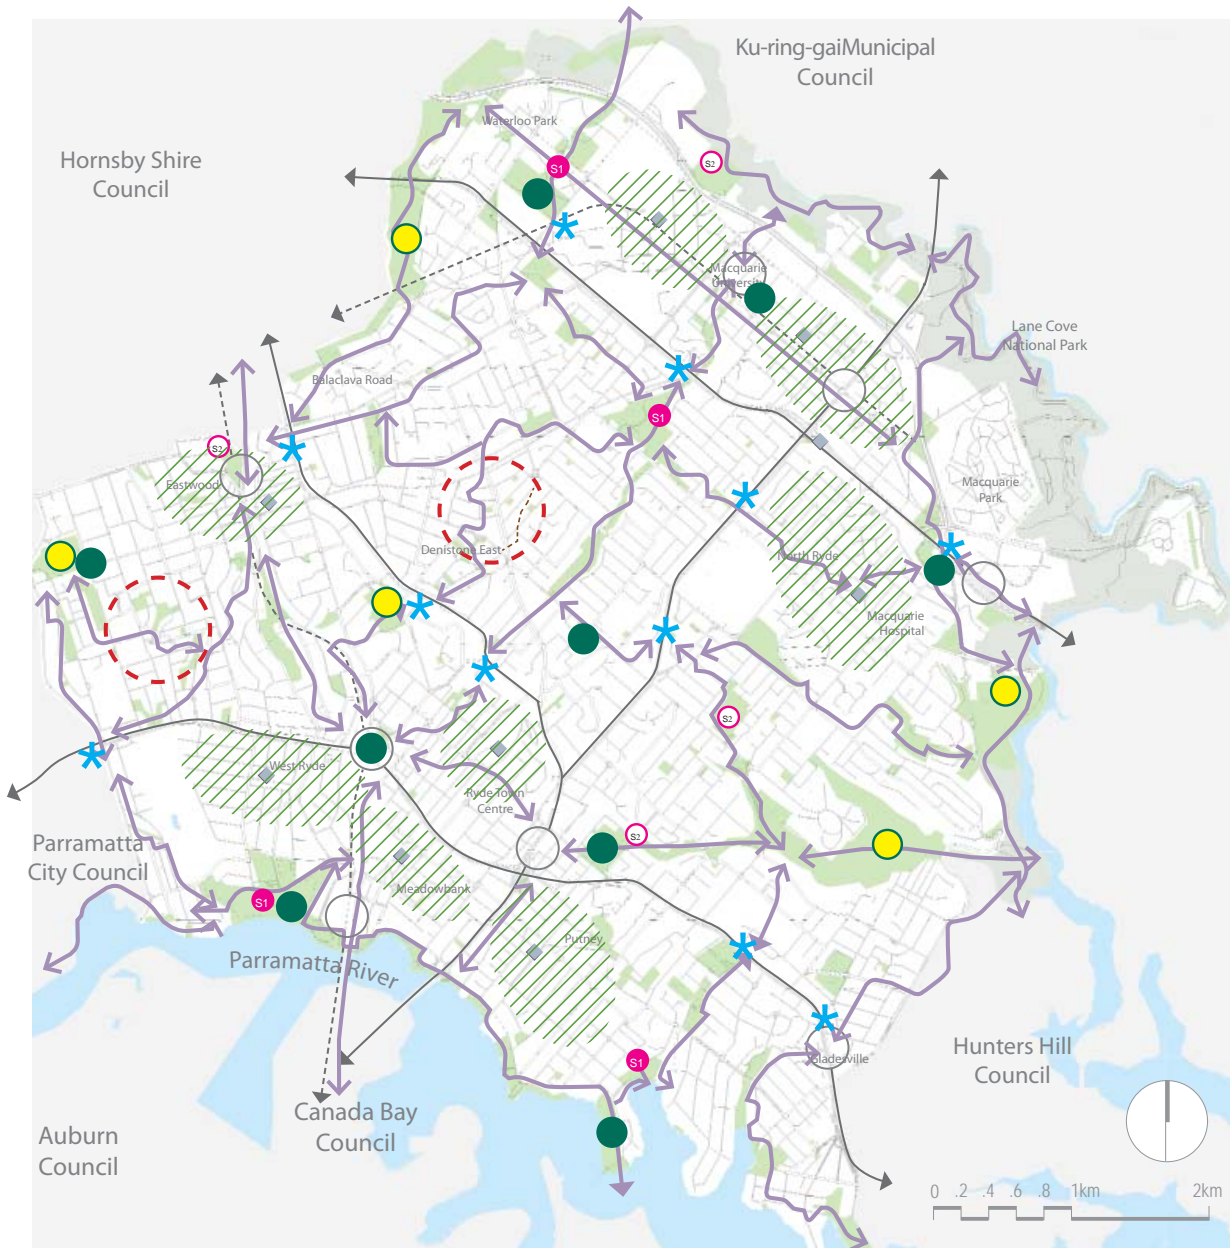 Ku-ring-gaiMunicipal
Council
Waterloo Park
Hornsby Shire
Council
S1
S2
Macquarie
University
Lane Cove
National Park
Balaclava Road
S1
S2
Eastwood
Macquarie
Park
Denistone East
North Ryde
Macquarie
Hospital
S2
West Ryde
Ryde Town
Centre
Parramatta
City Council
S2
Meadowbank
S1
Putney
Parramatta River
S1
Gladesville
Hunters Hill
Council
Canada Bay
Council
Auburn
Council
0 .2 .4 .6 .8 1km 2km